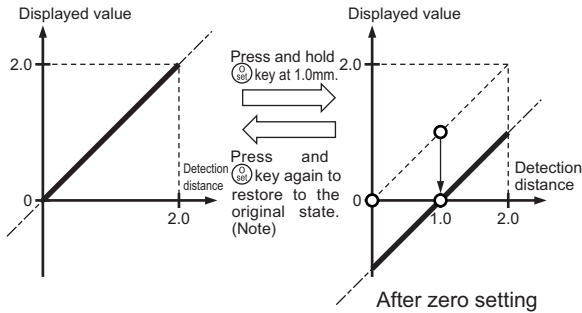 Displayed value
2.0
0
2.0
Detection
distance
Press and hold
0 set key at 1.0mm.
Press and
0 set key again to
restore to the
original state.
(Note)
Displayed value
2.0
0
1.0
2.0
Detection
distance
After zero setting